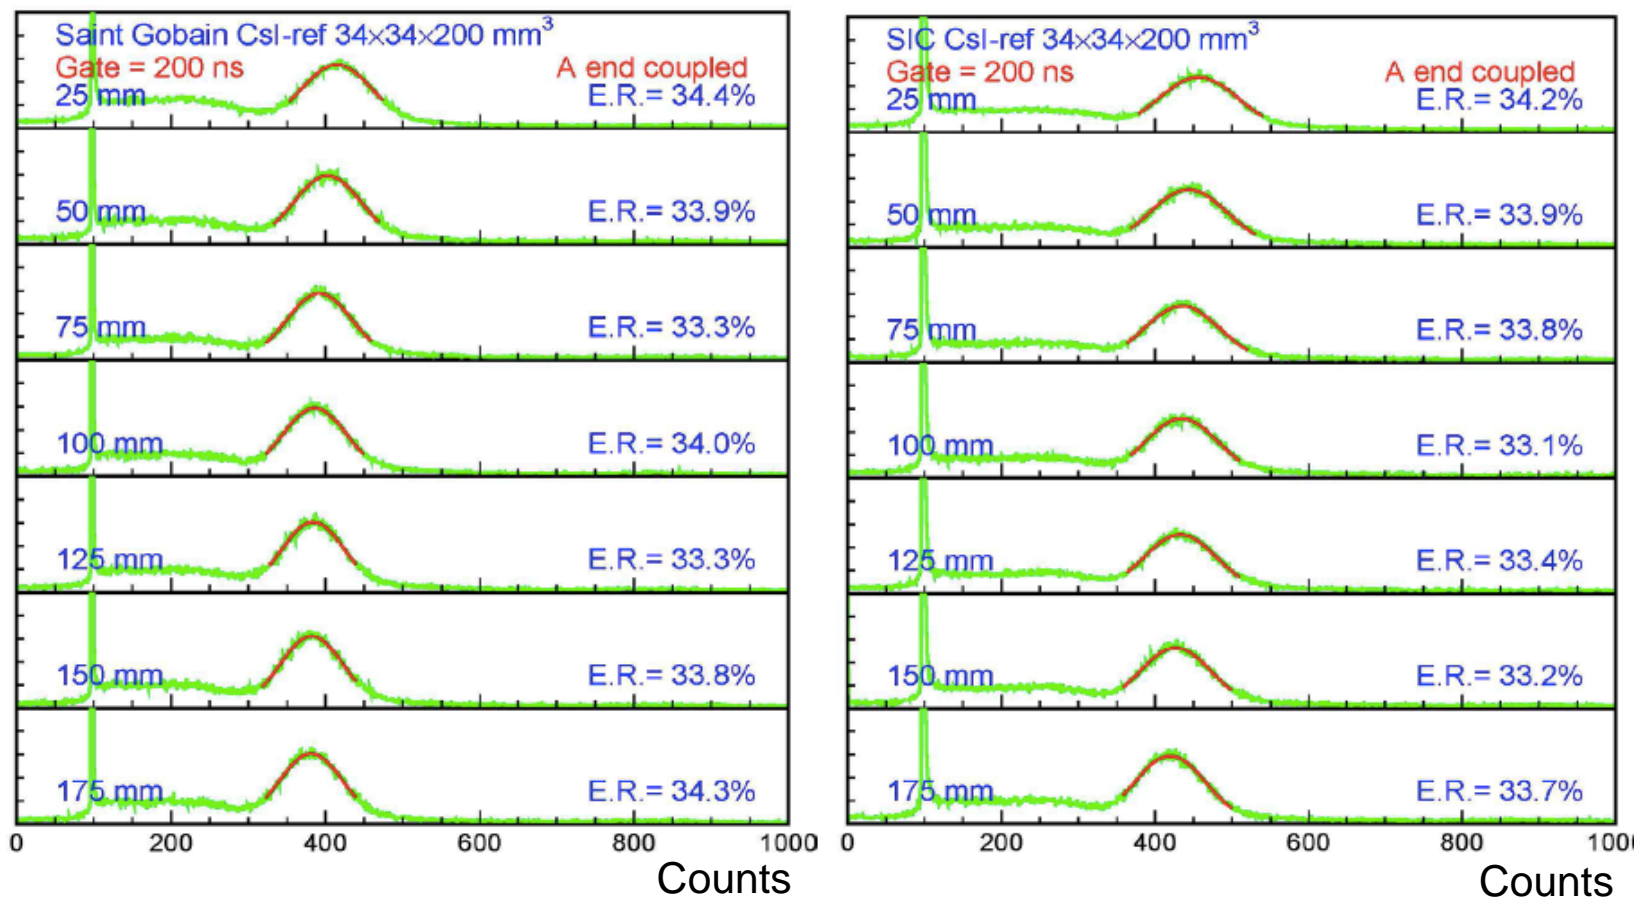 Saint Gobain CsI-ref 34×34×200 mm³
Gate = 200 ns A end coupled
25 mm E.R.= 34.4%
50 mm E.R.= 33.9%
75 mm E.R.= 33.3%
100 mm E.R.= 34.0%
125 mm E.R.= 33.3%
150 mm E.R.= 33.8%
175 mm E.R.= 34.3%
0 200 400 600 800 1000
Counts
SIC CsI-ref 34×34×200 mm³
Gate = 200 ns A end coupled
25 mm E.R.= 34.2%
50 mm E.R.= 33.9%
75 mm E.R.= 33.8%
100 mm E.R.= 33.1%
125 mm E.R.= 33.4%
150 mm E.R.= 33.2%
175 mm E.R.= 33.7%
0 200 400 600 800 1000
Counts